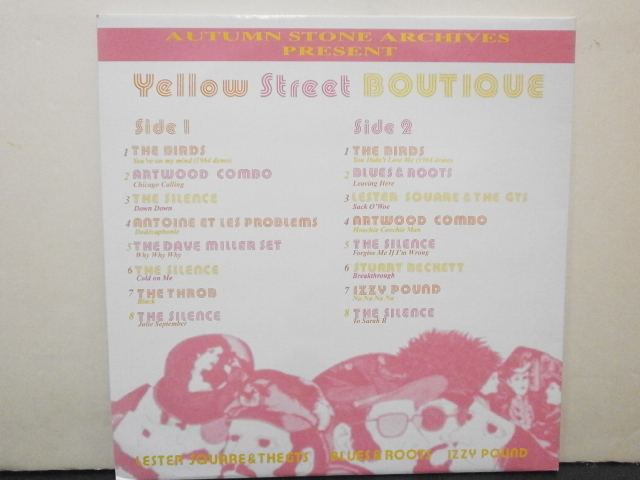 AUTUMN STONE ARCHIVES
PRESENT
Yellow Street BOUTIQUE
Side 1
1 THE BIRDS
You're on my mind (1964 demo)
2 ARTWOOD COMBO
Chicago Calling
3 THE SILENCE
Down Down
4 ANTOINE ET LES PROBLEMS
Dodécaphonie
5 THE DAVE MILLER SET
Why Why Why
6 THE SILENCE
Cold on Me
7 THE THROB
Black
8 THE SILENCE
Julie September
Side 2
1 THE BIRDS
You Don't Love Me (1964 demo)
2 BLUES & ROOTS
Leaving Here
3 LESTER SQUARE & THE GTS
Sack O'Woe
4 ARTWOOD COMBO
Hoochie Coochie Man
5 THE SILENCE
Forgive Me If I'm Wrong
6 STUART BECKETT
Breakthrough
7 IZZY POUND
Na Na Na Na
8 THE SILENCE
To Sarah B
LESTER SQUARE & THE GTS BLUES & ROOTS IZZY POUND